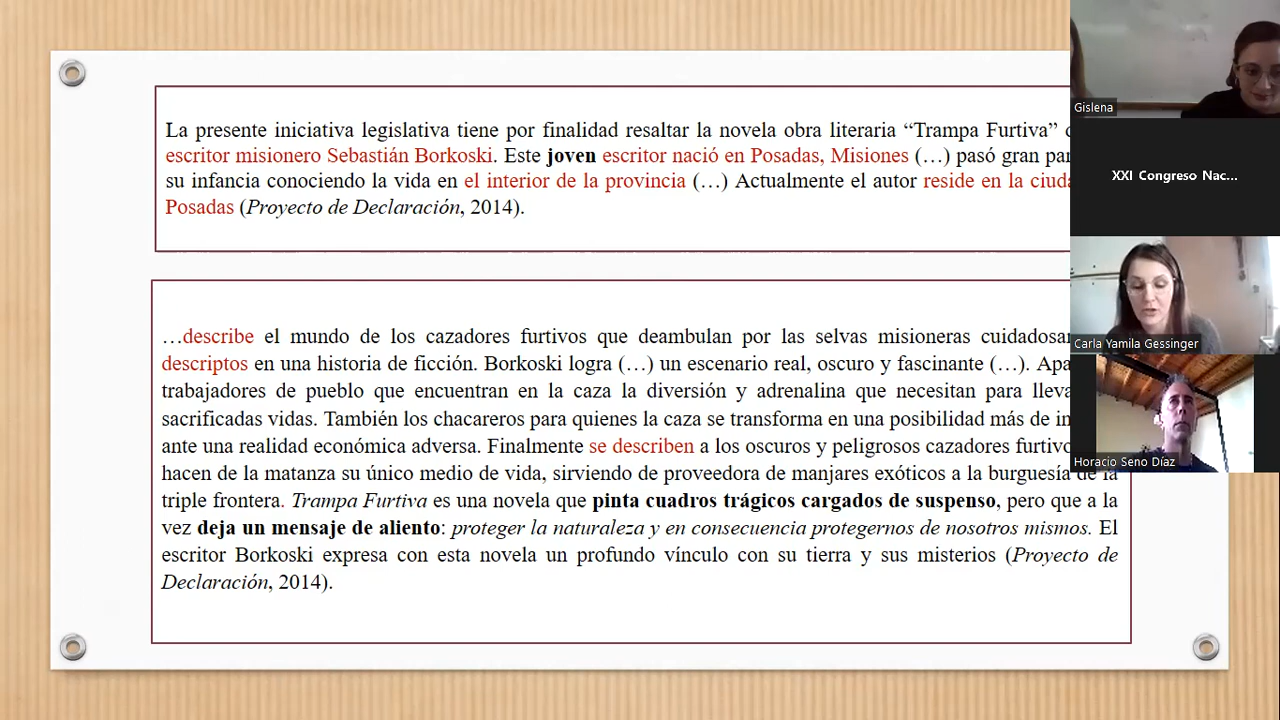 La presente iniciativa legislativa tiene por finalidad resaltar la novela obra literaria “Trampa Furtiva”
escritor misionero Sebastián Borkoski. Este joven escritor nació en Posadas, Misiones (…) pasó gran
su infancia conociendo la vida en el interior de la provincia (…) Actualmente el autor reside en la
Posadas (Proyecto de Declaración, 2014).
…describe el mundo de los cazadores furtivos que deambulan por las selvas misioneras
descriptos en una historia de ficción. Borkoski logra (…) un escenario real, oscuro y fascinante (…).
trabajadores de pueblo que encuentran en la caza la diversión y adrenalina que necesitan para
sacrificadas vidas. También los chacareros para quienes la caza se transforma en una posibilidad más de
ante una realidad económica adversa. Finalmente se describen a los oscuros y peligrosos cazadores
hacen de la matanza su único medio de vida, sirviendo de proveedora de manjares exóticos a la burguesía de la
triple frontera. Trampa Furtiva es una novela que pinta cuadros trágicos cargados de suspenso, pero que a la
vez deja un mensaje de aliento: proteger la naturaleza y en consecuencia protegernos de nosotros mismos. El
escritor Borkoski expresa con esta novela un profundo vínculo con su tierra y sus misterios (Proyecto de
Declaración, 2014).
Gislena
XXI Congreso Nac...
Carla Yamila Gessinger
Horacio Seno Díaz